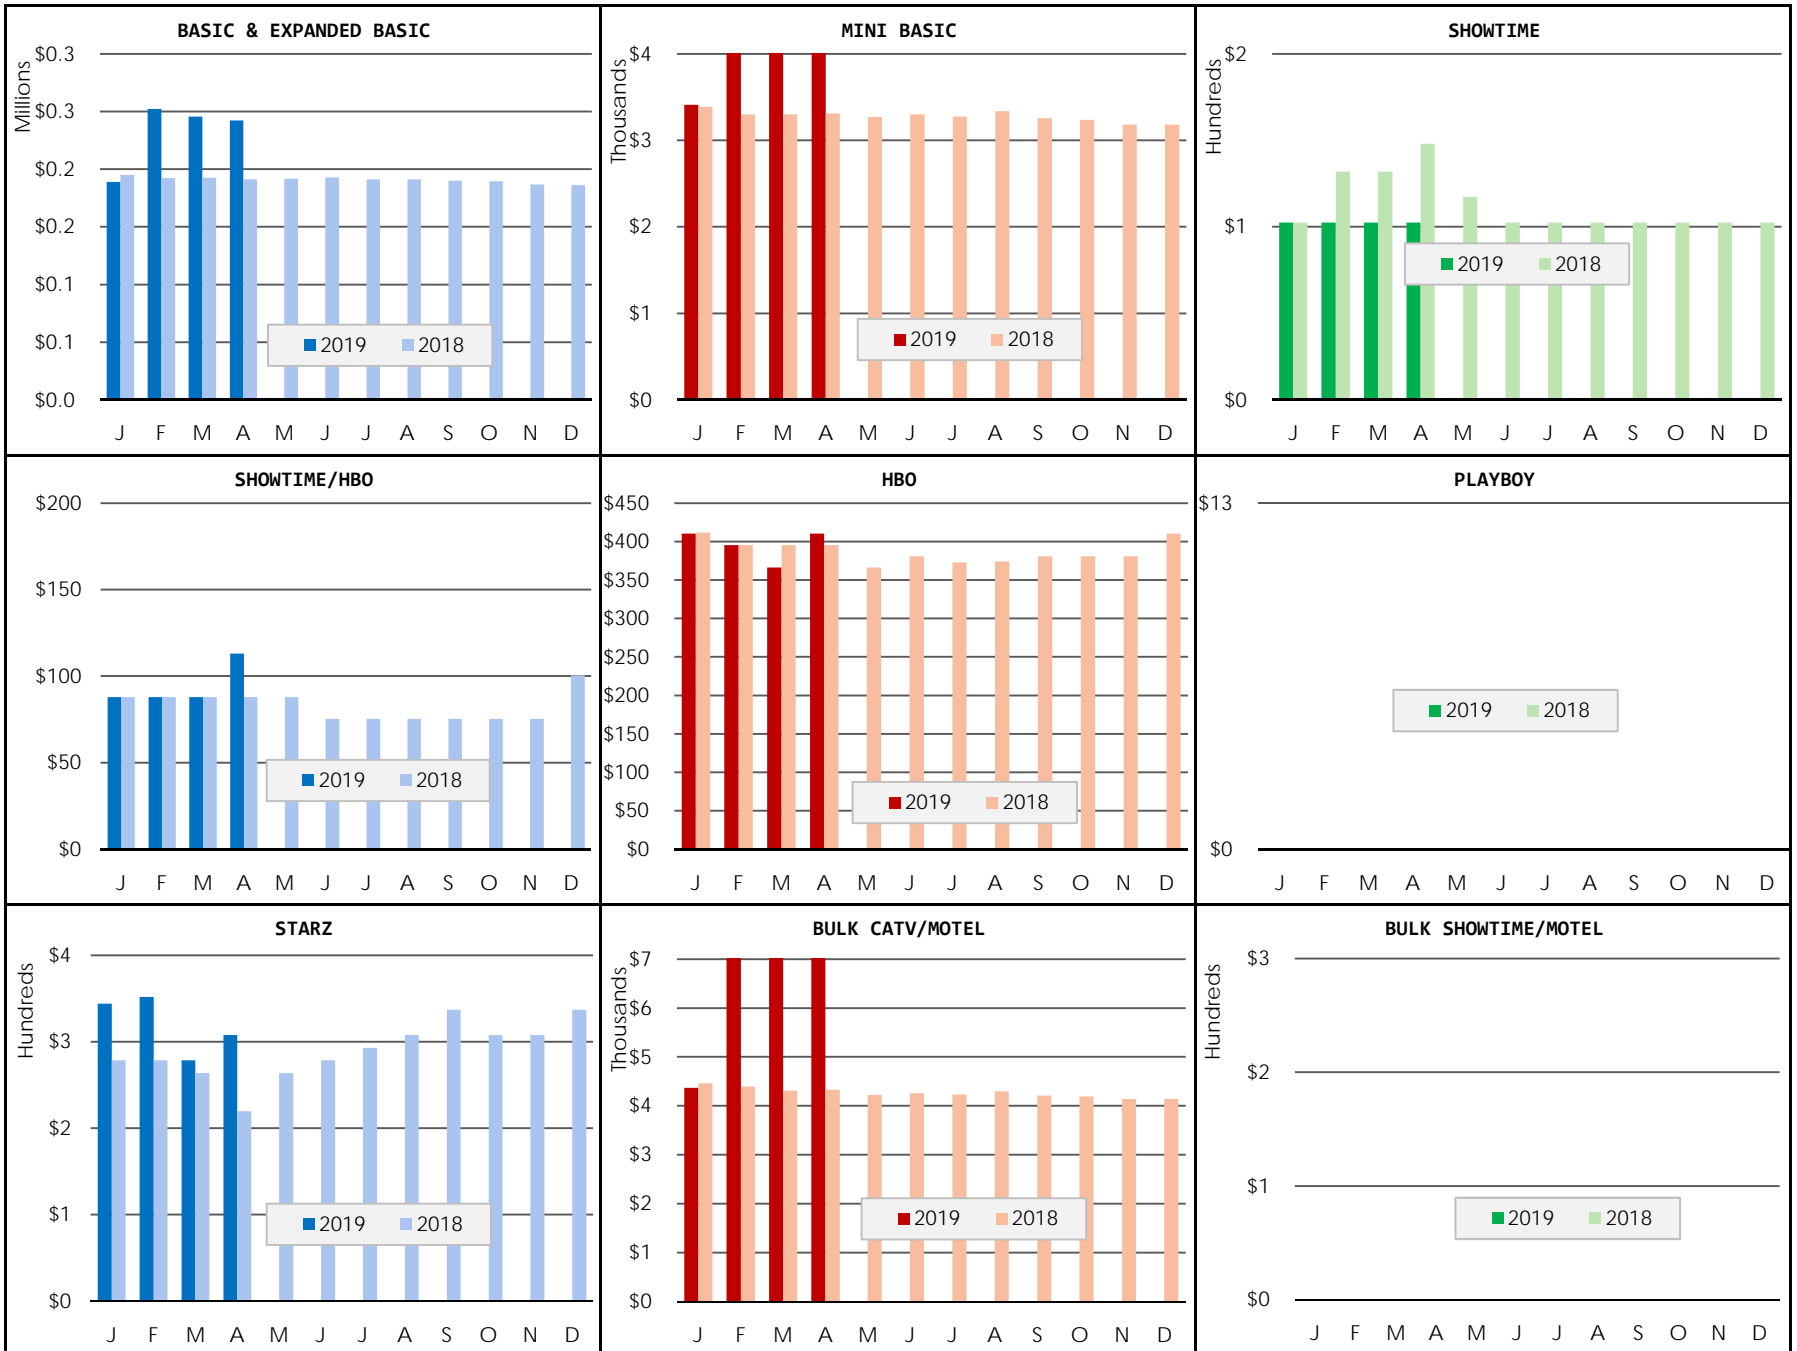 BASIC & EXPANDED BASIC
Millions
$0.3
$0.3
$0.2
$0.2
$0.1
$0.1
$0.0
2019 2018
J F M A M J J A S O N D
MINI BASIC
Thousands
$4
$3
$2
$1
$0
2019 2018
J F M A M J J A S O N D
SHOWTIME
Hundreds
$2
$1
$0
2019 2018
J F M A M J J A S O N D
SHOWTIME/HBO
$200
$150
$100
$50
$0
2019 2018
J F M A M J J A S O N D
HBO
$450
$400
$350
$300
$250
$200
$150
$100
$50
$0
2019 2018
J F M A M J J A S O N D
PLAYBOY
$13
$0
2019 2018
J F M A M J J A S O N D
STARZ
Hundreds
$4
$3
$2
$1
$0
2019 2018
J F M A M J J A S O N D
BULK CATV/MOTEL
Thousands
$7
$6
$5
$4
$3
$2
$1
$0
2019 2018
J F M A M J J A S O N D
BULK SHOWTIME/MOTEL
Hundreds
$3
$2
$1
$0
2019 2018
J F M A M J J A S O N D